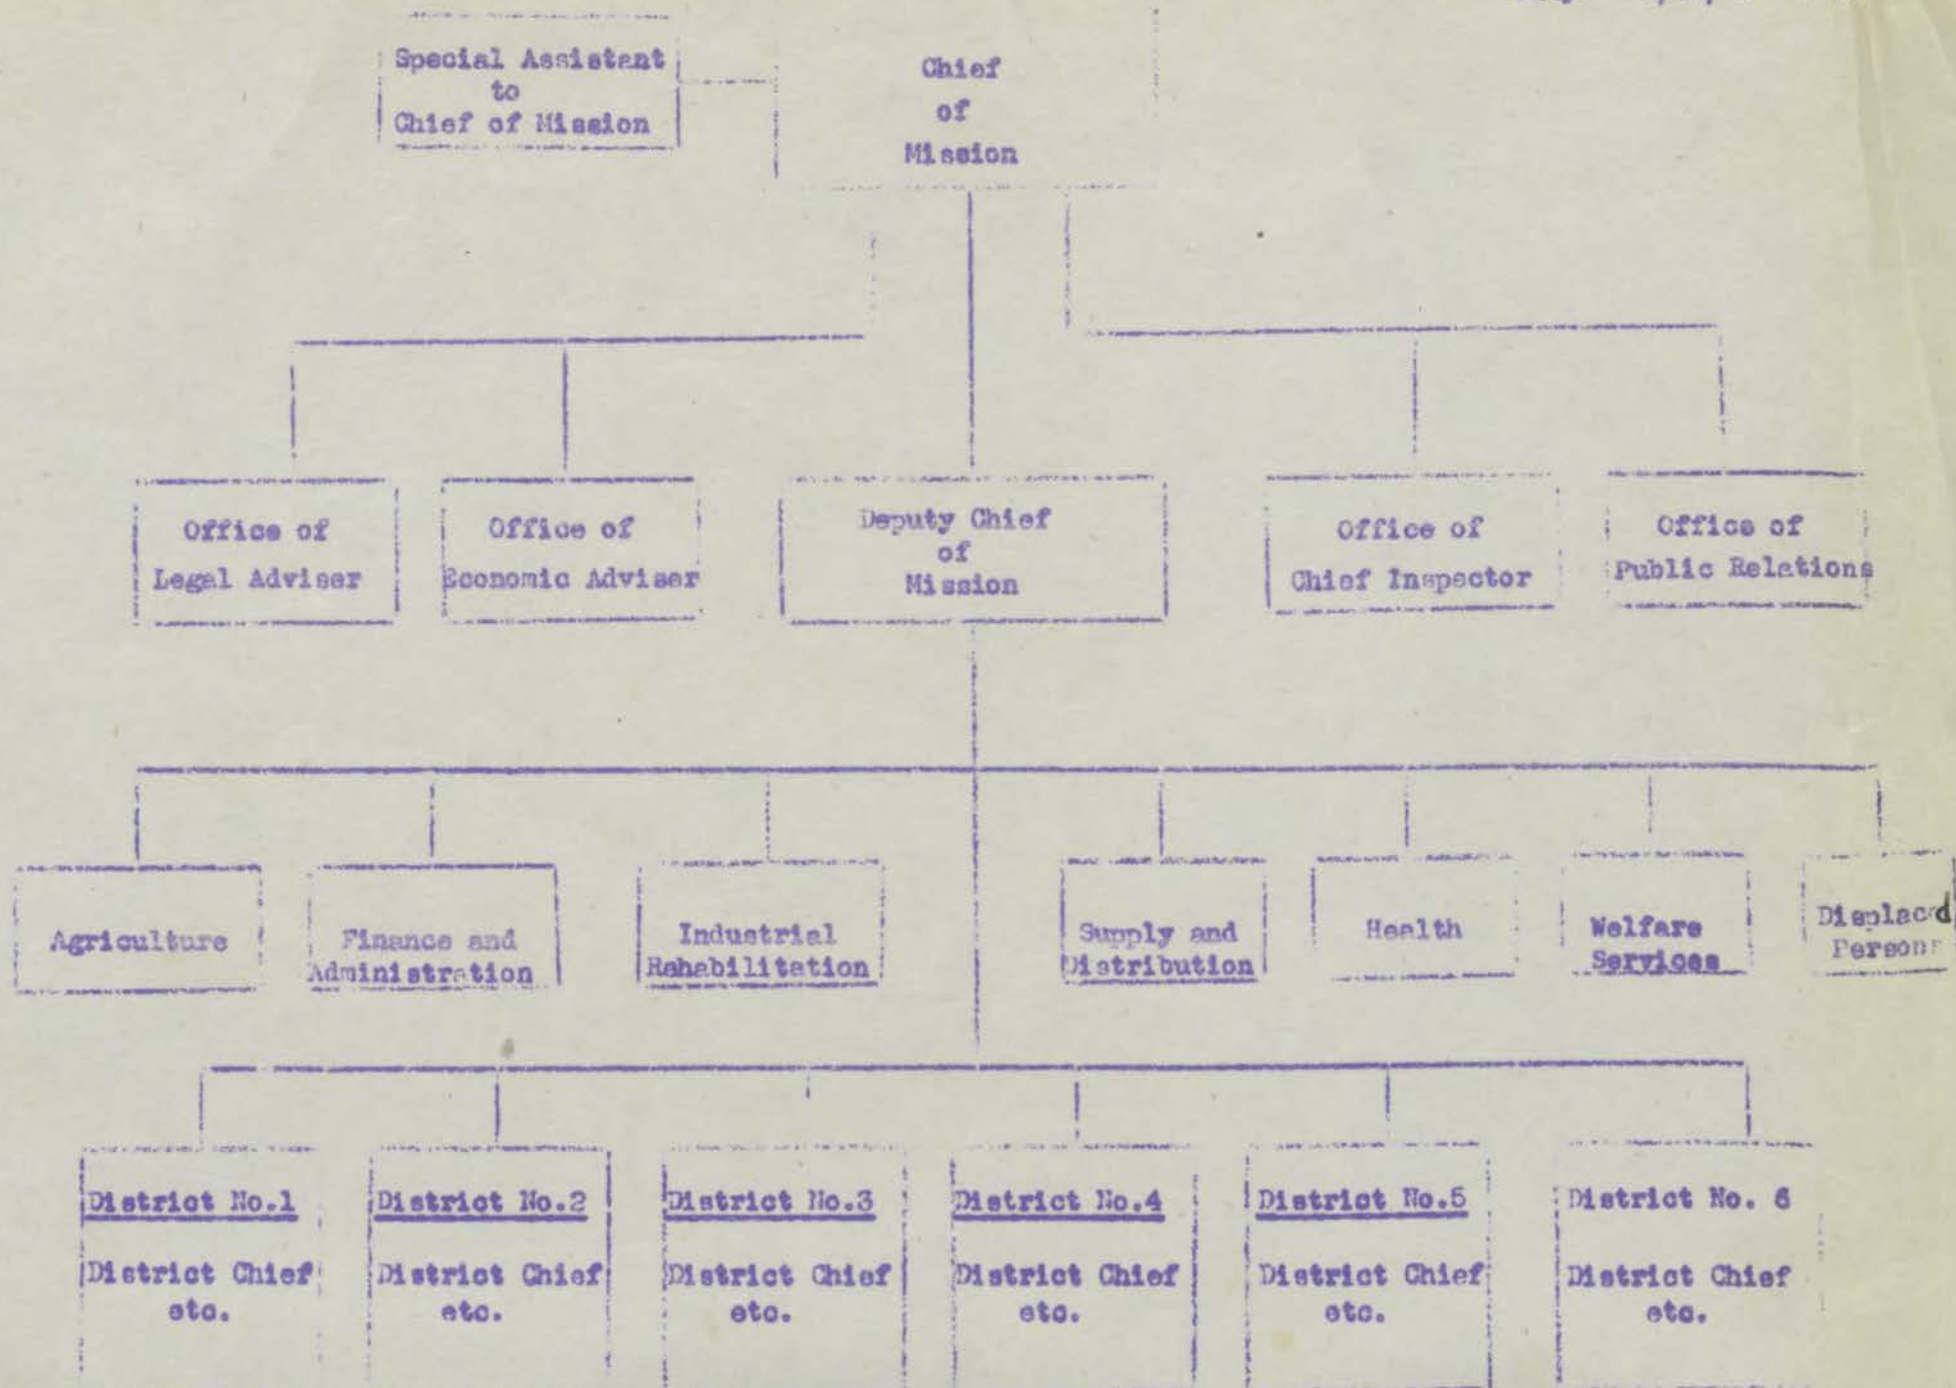 Special Assistant
to
Chief of Mission
Chief
of
Mission
Office of
Legal Adviser
Office of
Economic Adviser
Deputy Chief
of
Mission
Office of
Chief Inspector
Office of
Public Relations
Agriculture
Finance and
Administration
Industrial
Rehabilitation
Supply and
Distribution
Health
Welfare
Services
Displaced
Persons
District No.1
District Chief
etc.
District No.2
District Chief
etc.
District No.3
District Chief
etc.
District No.4
District Chief
etc.
District No.5
District Chief
etc.
District No. 6
District Chief
etc.